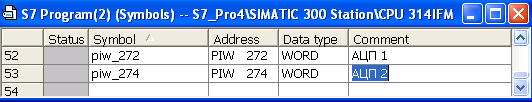 S7 Program(2) (Symbols) -- S7_Pro4\SIMATIC 300 Station\CPU 314IFM
Status Symbol Address Data type Comment
52 piw_272 PIW 272 WORD АЦП 1
53 piw_274 PIW 274 WORD АЦП 2
54